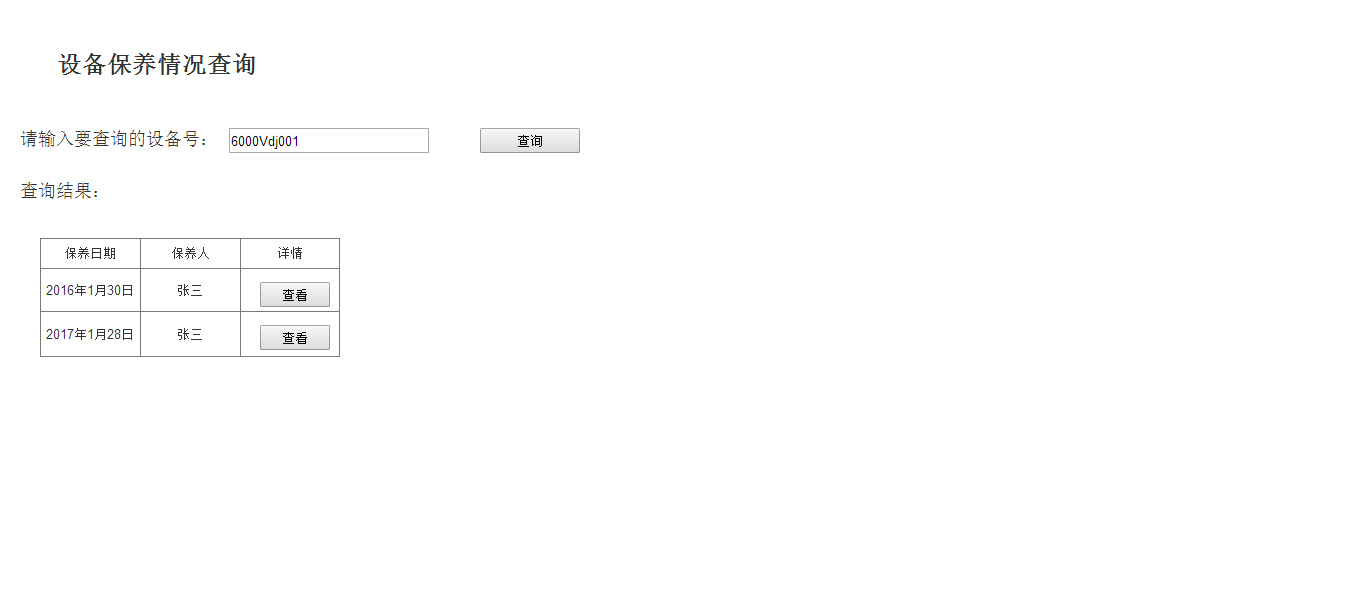 设备保养情况查询
请输入要查询的设备号： 6000Vdj001 查询
查询结果：
保养日期 保养人 详情
2016年1月30日 张三 查看
2017年1月28日 张三 查看